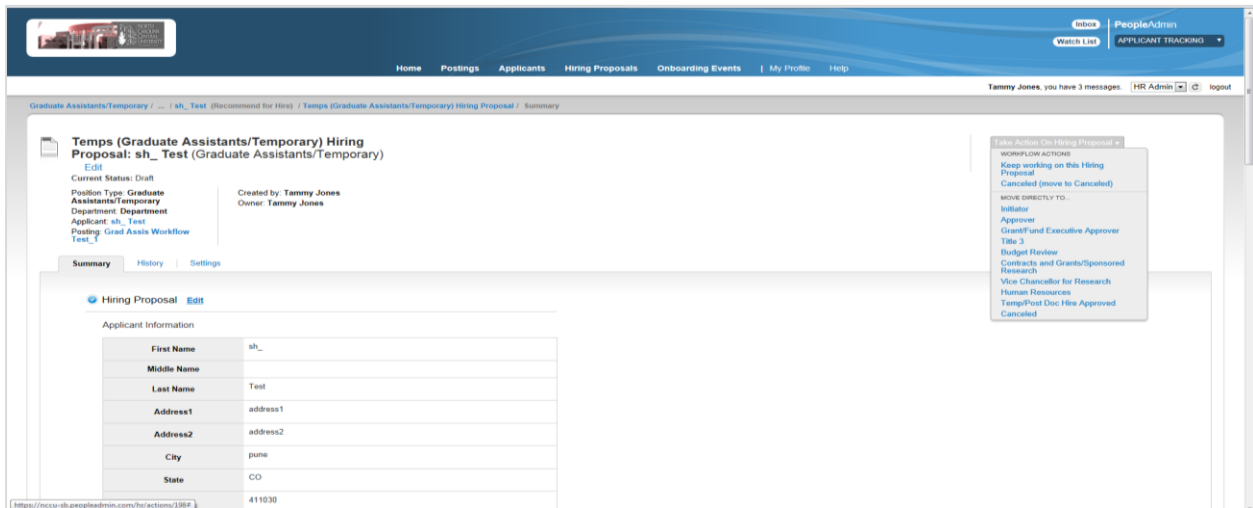 NORTH
CAROLINA
CENTRAL
UNIVERSITY
Inbox PeopleAdmin
Watch List APPLICANT TRACKING
Home Postings Applicants Hiring Proposals Onboarding Events | My Profile Help
Tammy Jones, you have 3 messages. HR Admin logout
Graduate Assistants/Temporary / ... / sh_ Test (Recommend for Hire) / Temps (Graduate Assistants/Temporary) Hiring Proposal / Summary
Temps (Graduate Assistants/Temporary) Hiring
Proposal: sh_ Test (Graduate Assistants/Temporary)
Edit
Current Status: Draft
Position Type: Graduate
Assistants/Temporary
Department: Department
Applicant: sh_ Test
Posting: Grad Assis Workflow
Test_1
Created by: Tammy Jones
Owner: Tammy Jones
Take Action On Hiring Proposal
WORKFLOW ACTIONS
Keep working on this Hiring
Proposal
Canceled (move to Canceled)
MOVE DIRECTLY TO...
Initiator
Approver
Grant/Fund Executive Approver
Title 3
Budget Review
Contracts and Grants/Sponsored
Research
Vice Chancellor for Research
Human Resources
Temp/Post Doc Hire Approved
Canceled
Summary History | Settings
Hiring Proposal Edit
Applicant Information
First Name sh_
Middle Name
Last Name Test
Address1 address1
Address2 address2
City pune
State CO
411030
https://nccu-sb.peopleadmin.com/hr/actions/198#